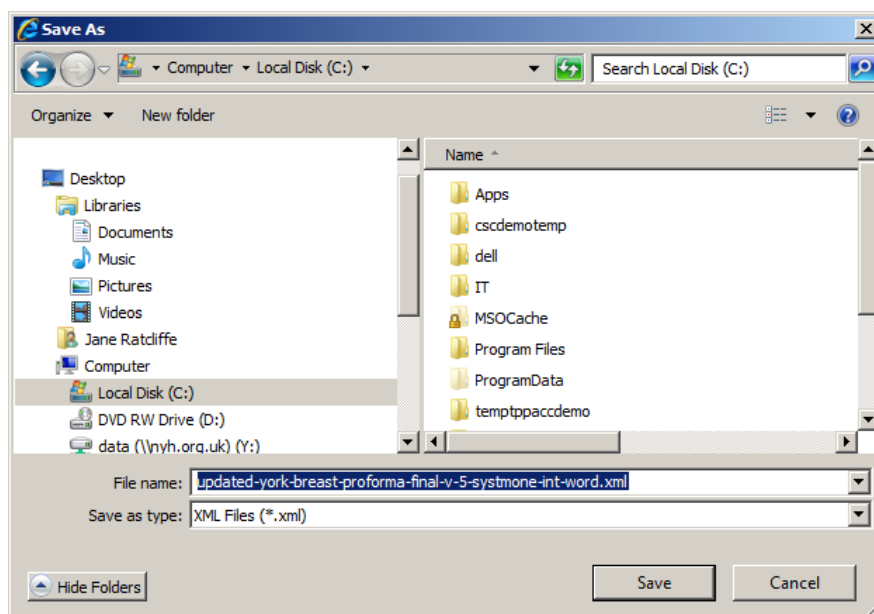 Save As
Computer Local Disk (C:)
Search Local Disk (C:)
Organize New folder
Name
Desktop
Libraries
Documents
Music
Pictures
Videos
Jane Ratcliffe
Computer
Local Disk (C:)
DVD RW Drive (D:)
data (\\nyh.org.uk) (Y:)
Apps
cscdemotemp
dell
IT
MSOCache
Program Files
ProgramData
temptppaccdemo
File name: updated-york-breast-proforma-final-v-5-systmone-int-word.xml
Save as type: XML Files (*.xml)
Hide Folders
Save
Cancel